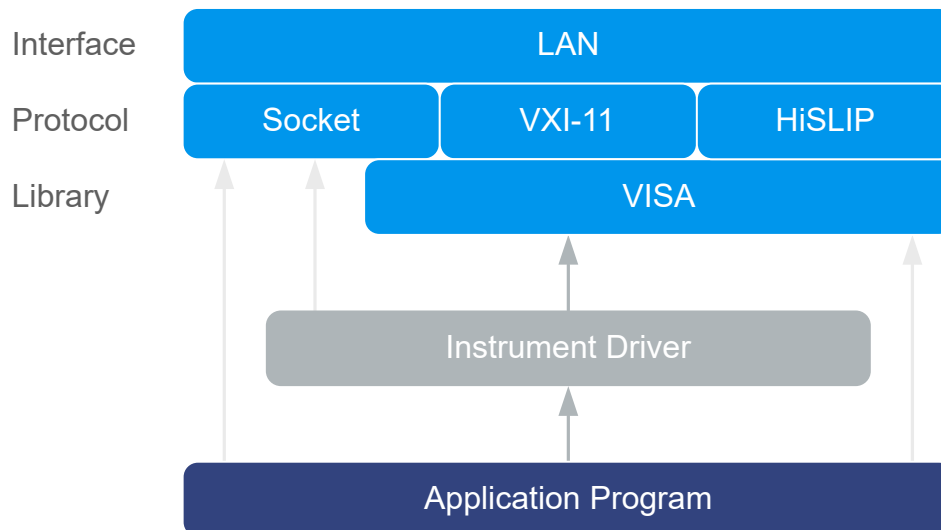 Interface
LAN
Protocol
Socket
VXI-11
HiSLIP
Library
VISA
Instrument Driver
Application Program